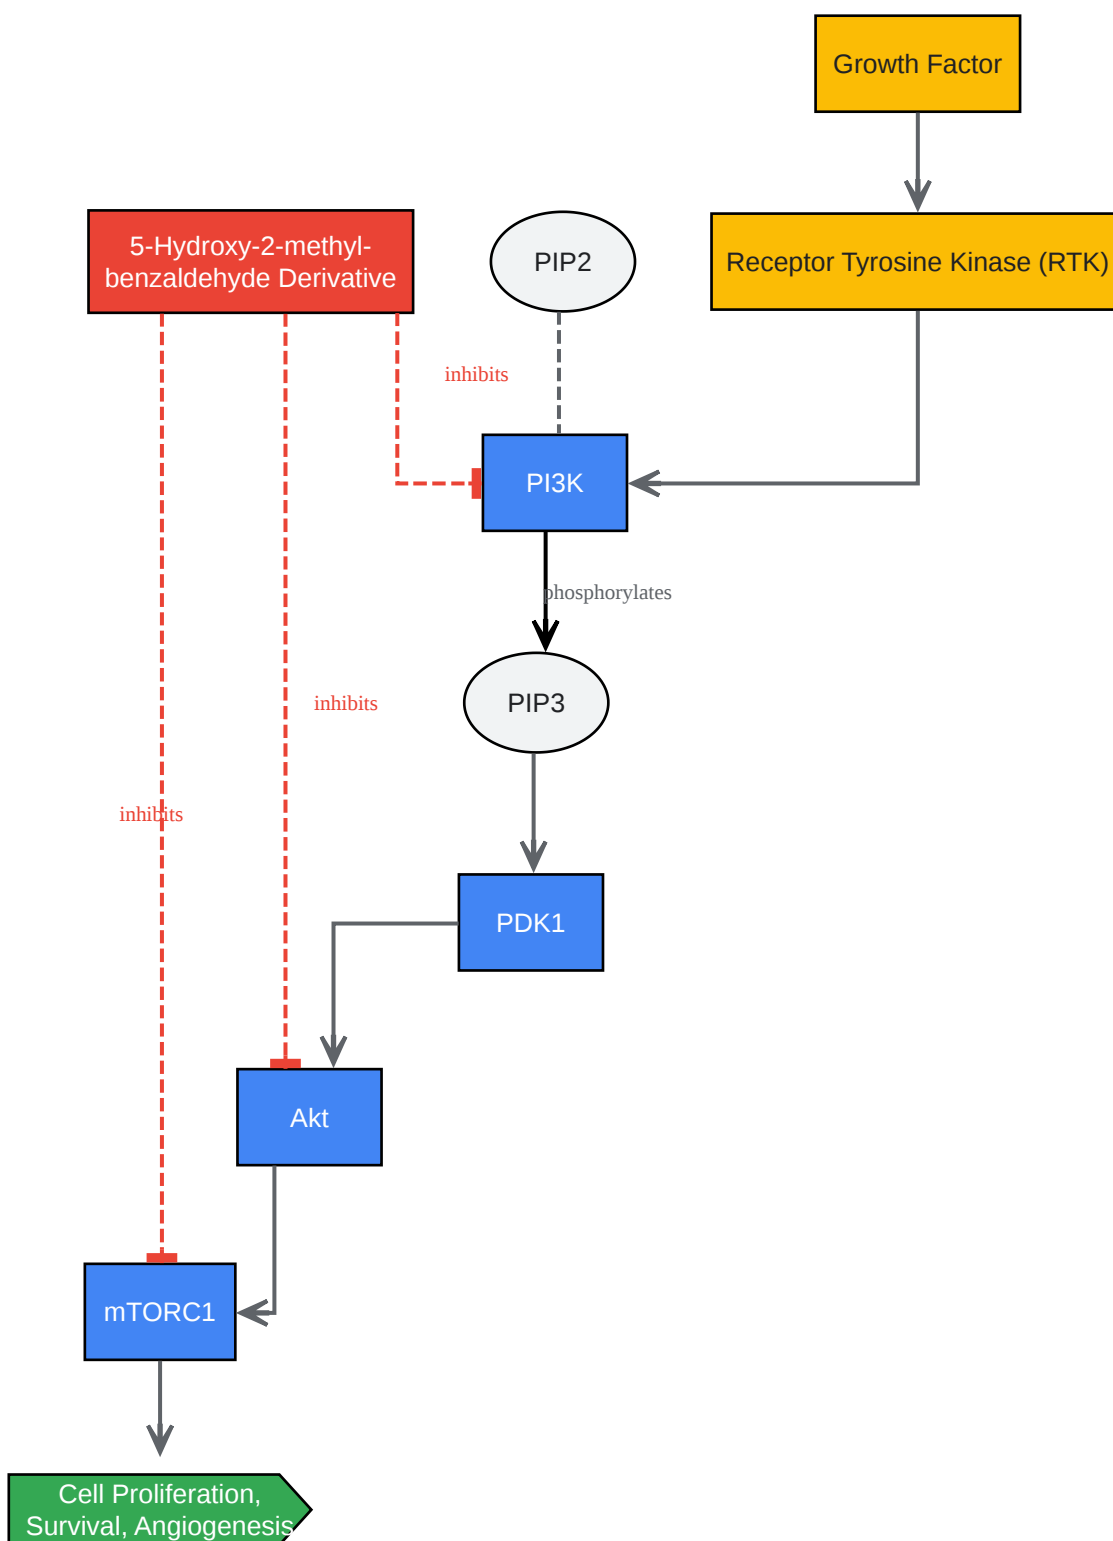 Growth Factor
5-Hydroxy-2-methyl-
benzaldehyde Derivative
PIP2
Receptor Tyrosine Kinase (RTK)
inhibits
PI3K
phosphorylates
PIP3
inhibits
inhibits
PDK1
Akt
mTORC1
Cell Proliferation,
Survival, Angiogenesis